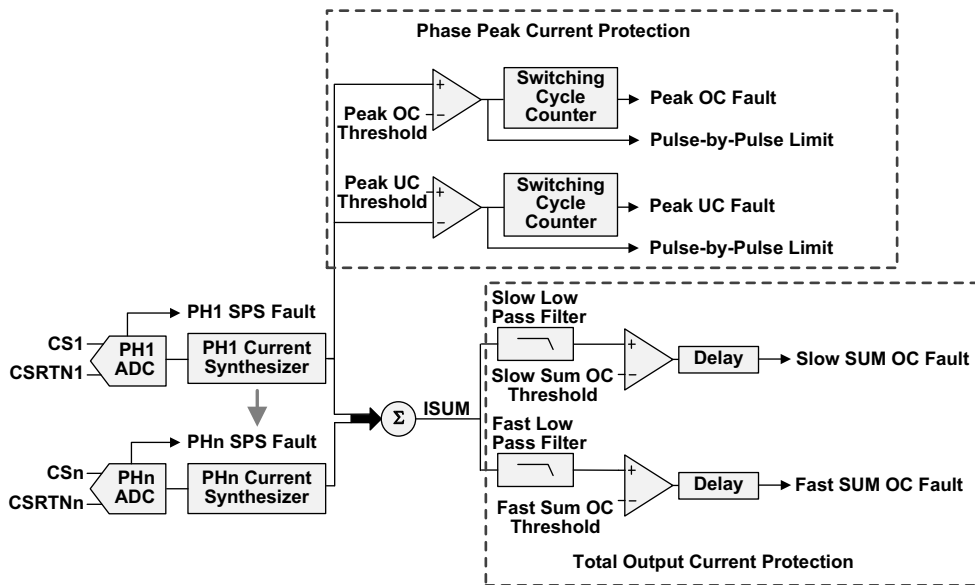 Phase Peak Current Protection
Peak OC
Threshold
+
−
Switching
Cycle
Counter
Peak OC Fault
Pulse-by-Pulse Limit
Peak UC
Threshold
+
−
Switching
Cycle
Counter
Peak UC Fault
Pulse-by-Pulse Limit
PH1 SPS Fault
CS1
CSRTN1
PH1
ADC
PH1 Current
Synthesizer
PHn SPS Fault
CSn
CSRTNn
PHn
ADC
PHn Current
Synthesizer
Σ
ISUM
Slow Low
Pass Filter
Slow Sum OC
Threshold
+
−
Delay
Slow SUM OC Fault
Fast Low
Pass Filter
Fast Sum OC
Threshold
+
−
Delay
Fast SUM OC Fault
Total Output Current Protection